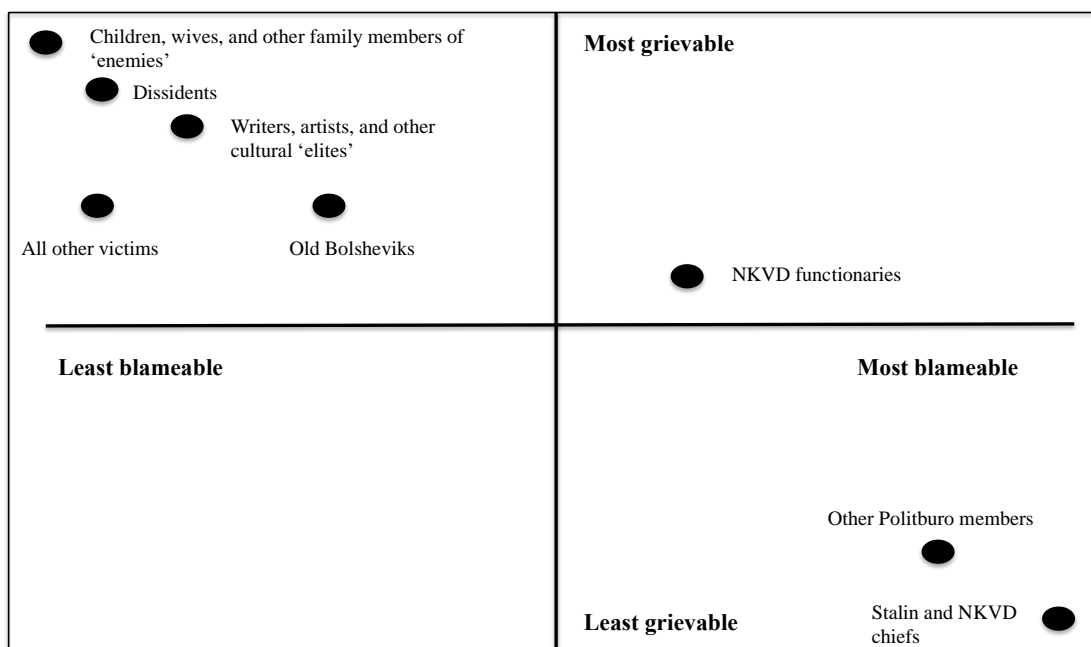 Children, wives, and other family members of
‘enemies’
Most grievable
Dissidents
Writers, artists, and other
cultural ‘elites’
All other victims
Old Bolsheviks
NKVD functionaries
Least blameable
Most blameable
Other Politburo members
Least grievable
Stalin and NKVD
chiefs